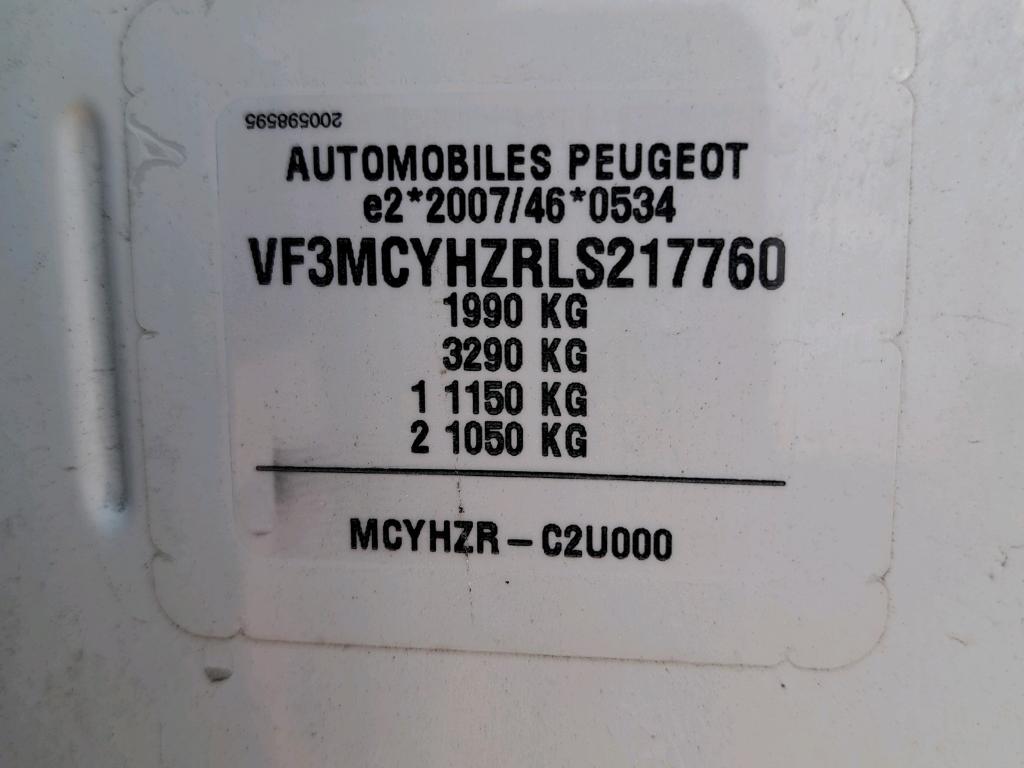 200598595
AUTOMOBILES PEUGEOT
e2*2007/46*0534
VF3MCYHZRLS217760
1990 KG
3290 KG
1 1150 KG
2 1050 KG
MCYHZR - C2U000